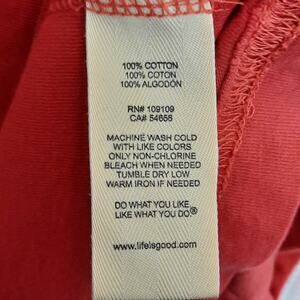 100% COTTON
100% COTON
100% ALGODÓN
RN# 109109
CA# 54656
MACHINE WASH COLD
WITH LIKE COLORS
ONLY NON-CHLORINE
BLEACH WHEN NEEDED
TUMBLE DRY LOW
WARM IRON IF NEEDED
DO WHAT YOU LIKE
LIKE WHAT YOU DO®
www.lifeisgood.com